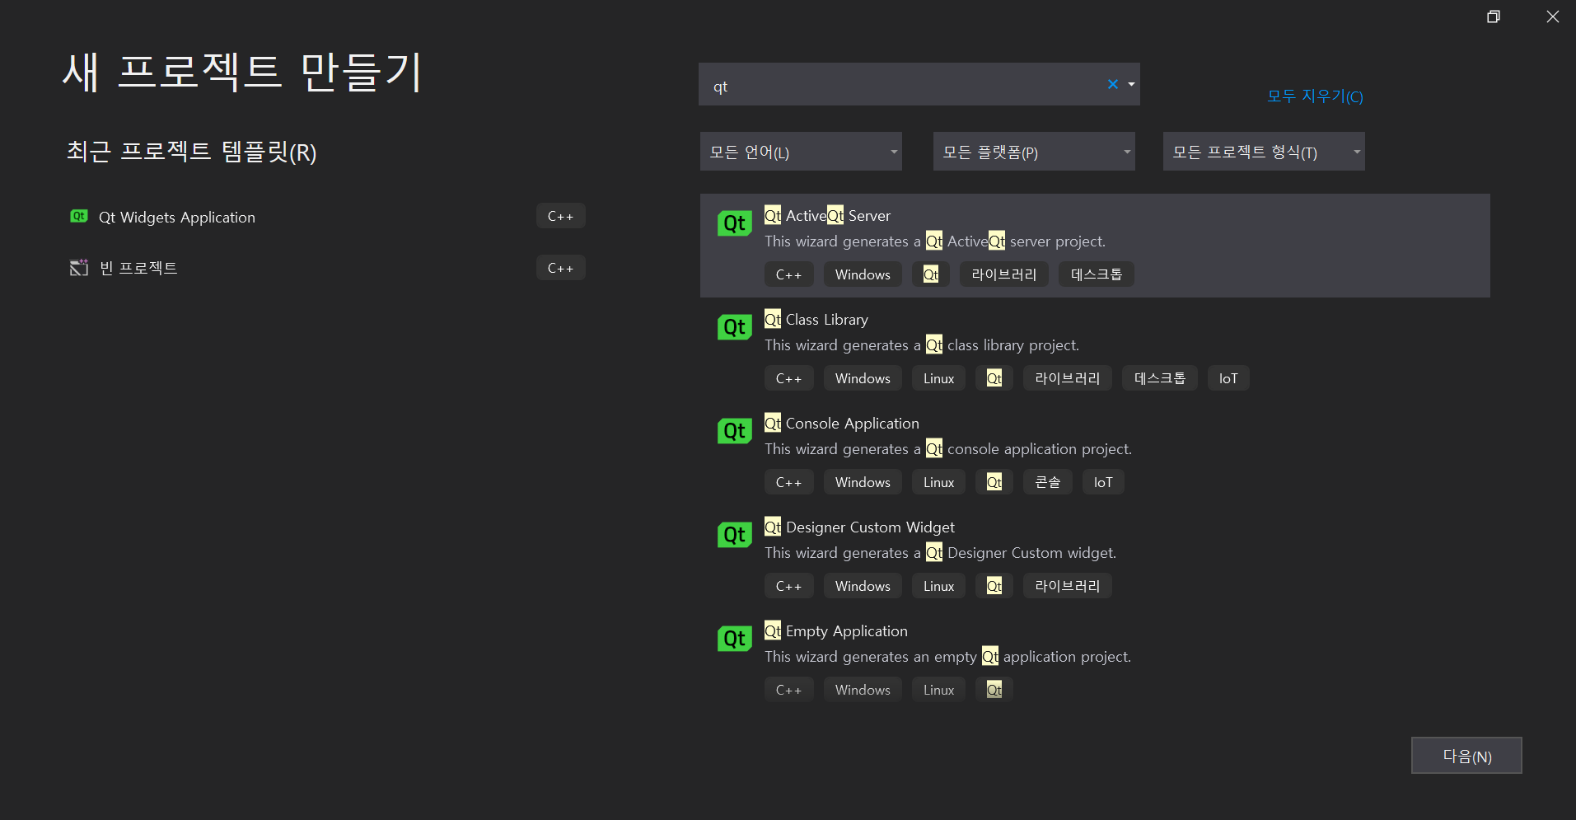 새 프로젝트 만들기
최근 프로젝트 템플릿(R)
Qt Qt Widgets Application C++
빈 프로젝트 C++
qt
모두 지우기(C)
모든 언어(L) 모든 플랫폼(P) 모든 프로젝트 형식(T)
Qt Qt ActiveQt Server
This wizard generates a Qt ActiveQt server project.
C++ Windows Qt 라이브러리 데스크톱
Qt Qt Class Library
This wizard generates a Qt class library project.
C++ Windows Linux Qt 라이브러리 데스크톱 IoT
Qt Qt Console Application
This wizard generates a Qt console application project.
C++ Windows Linux Qt 콘솔 IoT
Qt Qt Designer Custom Widget
This wizard generates a Qt Designer Custom widget.
C++ Windows Linux Qt 라이브러리
Qt Qt Empty Application
This wizard generates an empty Qt application project.
C++ Windows Linux Qt
다음(N)